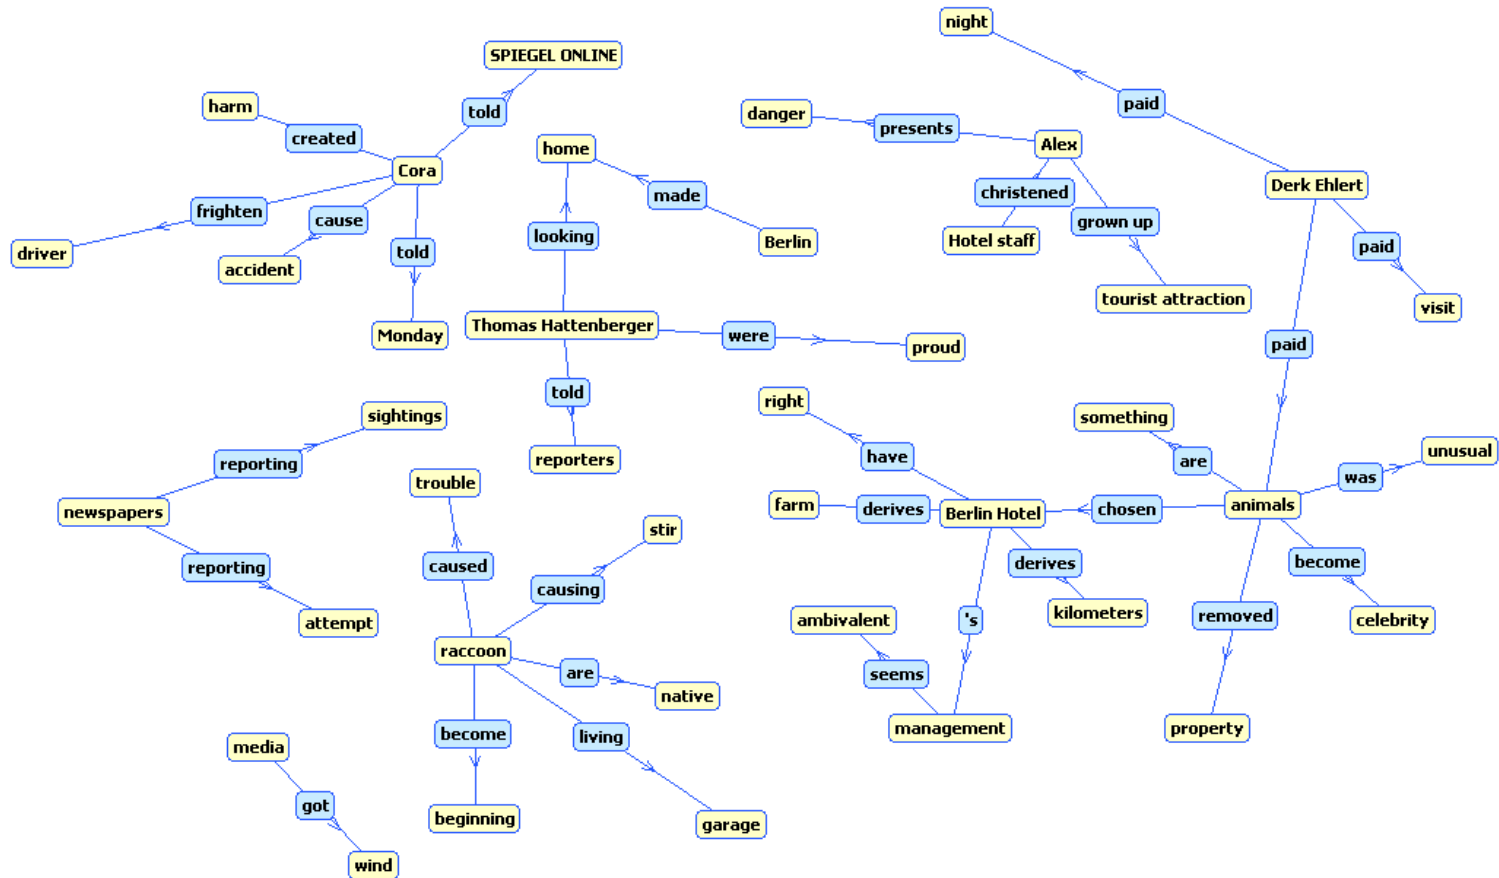 night
SPIEGEL ONLINE
harm
told
paid
danger
created
presents
home
Alex
Cora
Derk Ehlert
christened
made
frighten
cause
grown up
looking
Berlin
Hotel staff
paid
driver
told
accident
tourist attraction
visit
Monday
Thomas Hattenberger
were
proud
paid
told
right
sightings
something
reporting
have
are
unusual
reporters
was
trouble
newspapers
farm
derives
Berlin Hotel
chosen
animals
stir
reporting
caused
derives
become
causing
attempt
ambivalent
's
kilometers
removed
celebrity
raccoon
are
seems
native
become
living
management
property
media
got
beginning
garage
wind